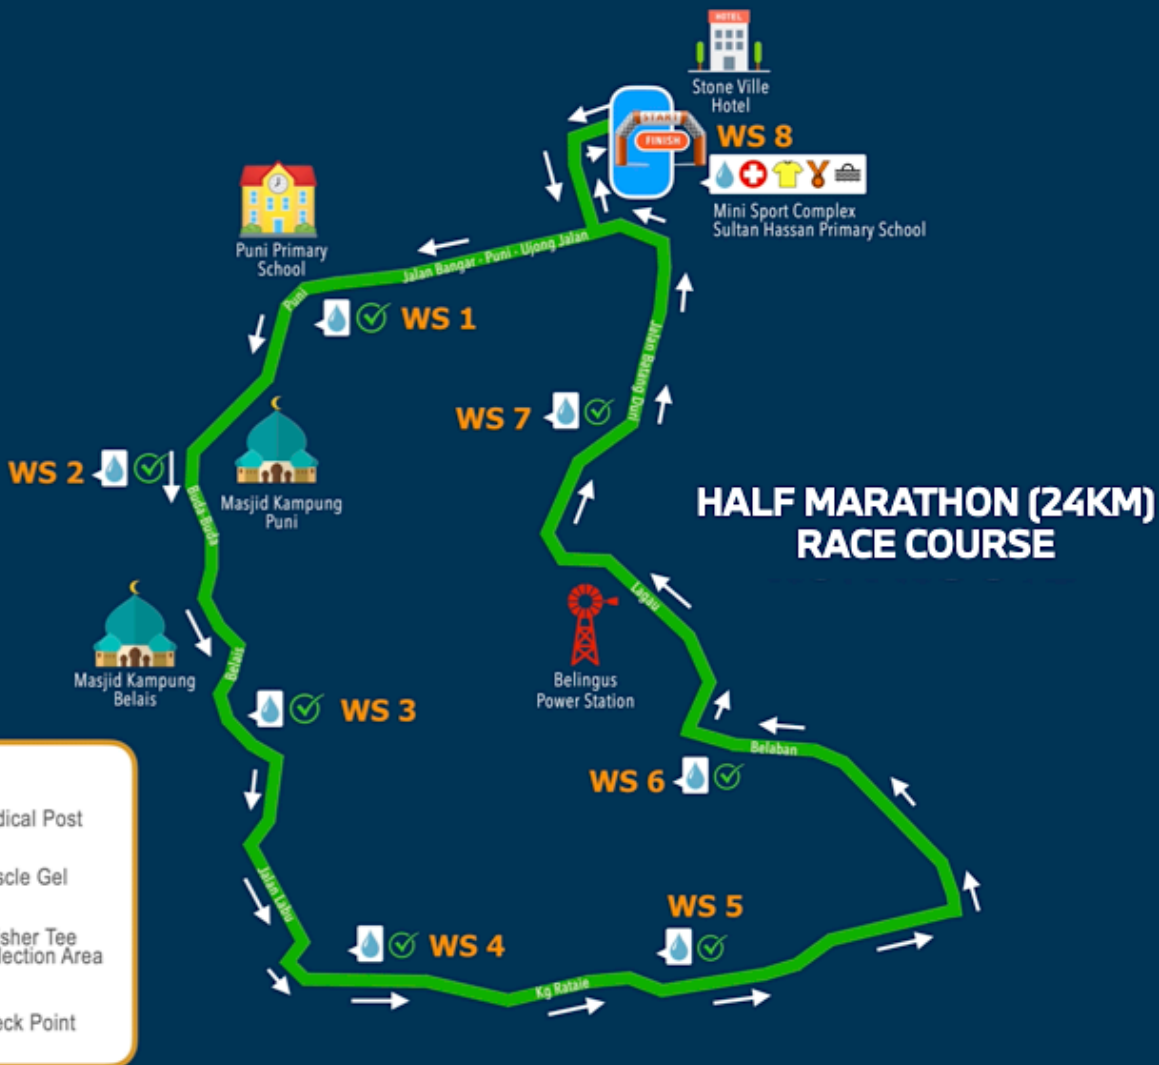 HOTEL
Stone Ville
Hotel
START
FINISH
WS 8
Mini Sport Complex
Sultan Hassan Primary School
Puni Primary
School
Jalan Bangar - Puni - Ujong Jalan
Puni
WS 1
Jalan Batang Duri
WS 7
WS 2
Masjid Kampung
Puni
Buda-Buda
HALF MARATHON (24KM)
RACE COURSE
Masjid Kampung
Belais
Belais
Lagau
Belingus
Power Station
WS 3
Belaban
WS 6
dical Post
scle Gel
Jalan Labu
WS 5
sher Tee
lection Area
WS 4
Kg Rataie
eck Point